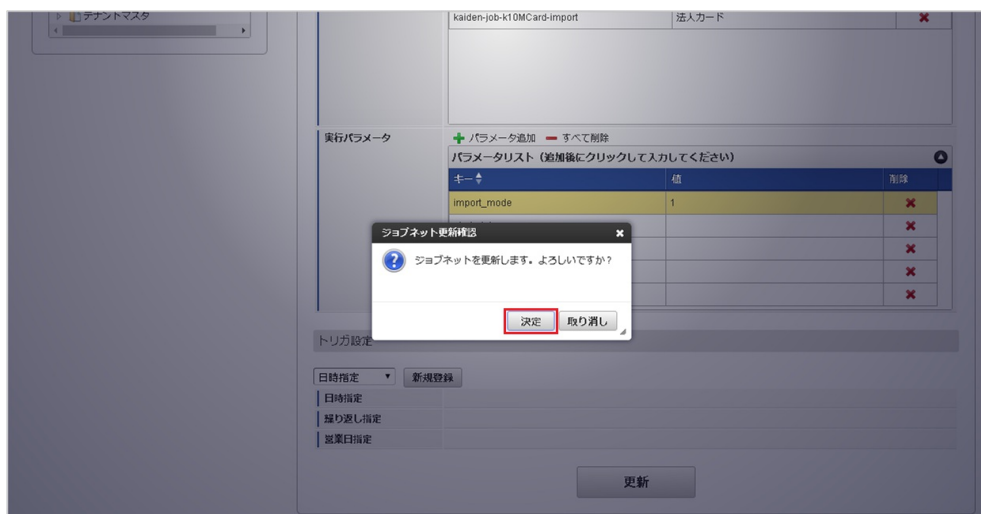 テナントマスタ
kaiden-job-k10MCard-import 法人カード
実行パラメータ
パラメータ追加 すべて削除
パラメータリスト（追加後にクリックして入力してください）
キー 値 削除
import_mode 1
ジョブネット更新確認
ジョブネットを更新します。よろしいですか？
決定 取り消し
トリガ設定
日時指定 新規登録
日時指定
繰り返し指定
営業日指定
更新